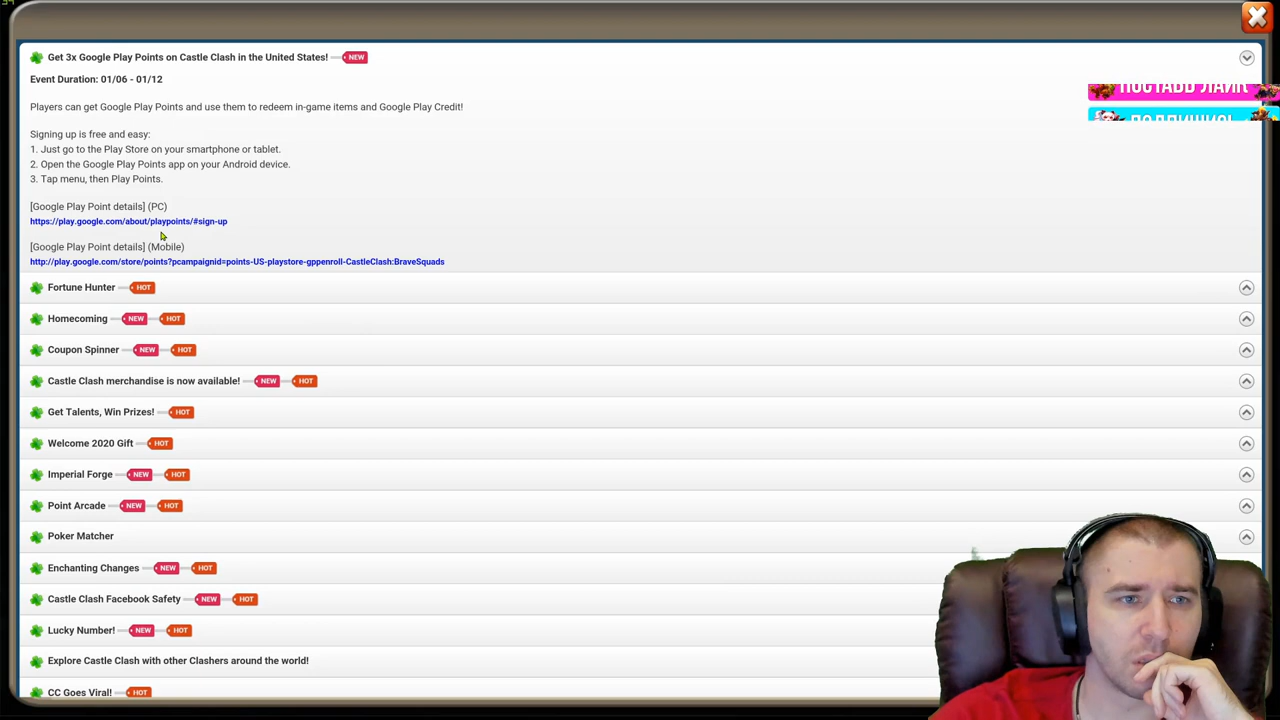 Get 3x Google Play Points on Castle Clash in the United States! NEW
Event Duration: 01/06 - 01/12
Players can get Google Play Points and use them to redeem in-game items and Google Play Credit!
Signing up is free and easy:
1. Just go to the Play Store on your smartphone or tablet.
2. Open the Google Play Points app on your Android device.
3. Tap menu, then Play Points.
[Google Play Point details] (PC)
https://play.google.com/about/playpoints/#sign-up
[Google Play Point details] (Mobile)
http://play.google.com/store/points?pcampaignid=points-US-playstore-gppenroll-CastleClash:BraveSquads
Fortune Hunter HOT
Homecoming NEW HOT
Coupon Spinner NEW HOT
Castle Clash merchandise is now available! NEW HOT
Get Talents, Win Prizes! HOT
Welcome 2020 Gift HOT
Imperial Forge NEW HOT
Point Arcade NEW HOT
Poker Matcher
Enchanting Changes NEW HOT
Castle Clash Facebook Safety NEW HOT
Lucky Number! NEW HOT
Explore Castle Clash with other Clashers around the world!
CC Goes Viral! HOT
ПОСТАВЬ ЛАЙК
ПОДПИШИСЬ